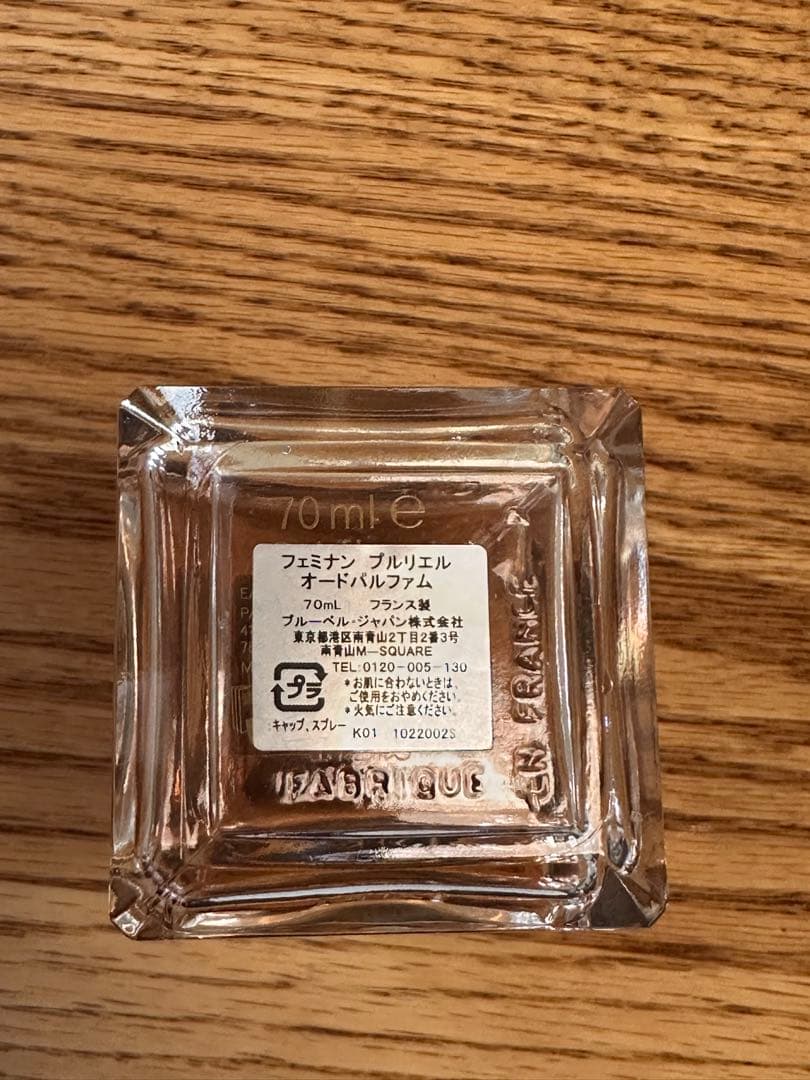 70 ml e
フェミナン プルリエル
オードパルファム
70mL フランス製
ブルーベル・ジャパン株式会社
東京都港区南青山2丁目2番3号
南青山M―SQUARE
TEL:0120-005-130
プラ
*お肌に合わないときは、
ご使用をおやめください。
*火気にご注意ください。
キャップ、スプレー
K01 1022002S
FABRIQUE
EN FRANCE